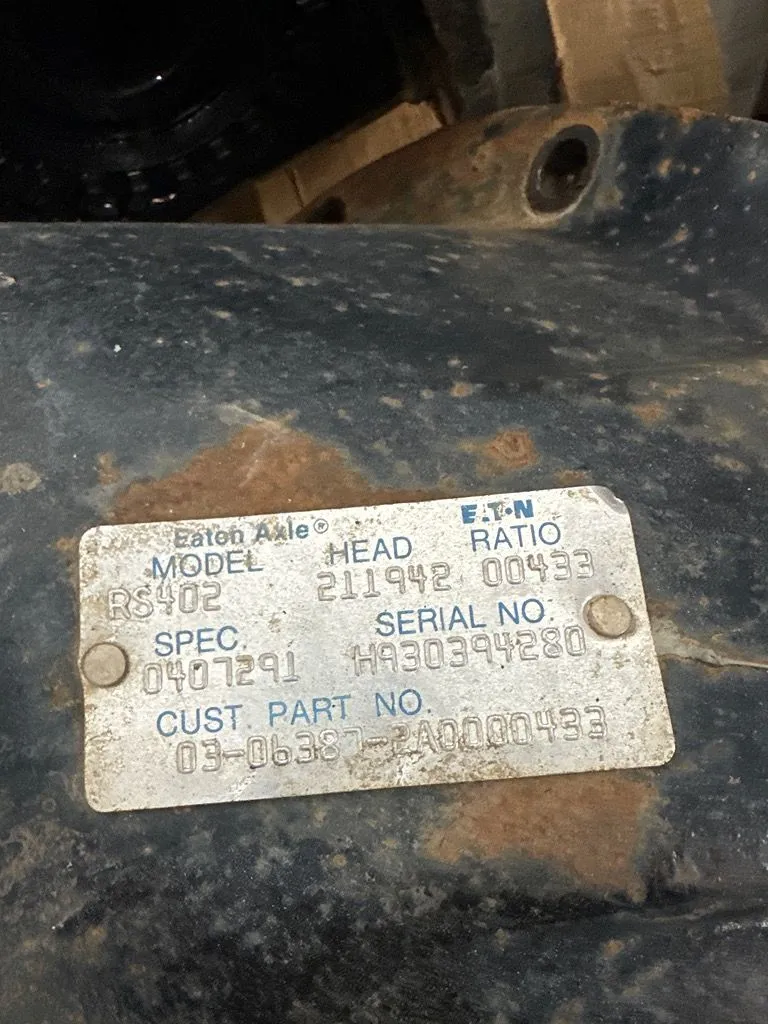 Eaton Axle® EAT•N
MODEL HEAD RATIO
RS402 211942 00433
SPEC. SERIAL NO.
0407291 H930394280
CUST. PART NO.
03-06387-2A0000433